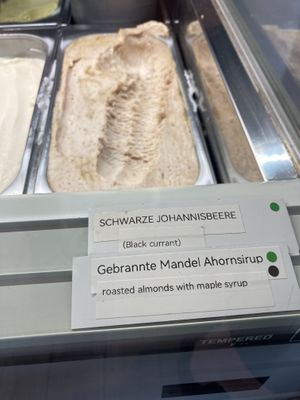 SCHWARZE JOHANNISBEERE
(Black currant)
Gebrannte Mandel Ahornsirup
roasted almonds with maple syrup
TEMPERED